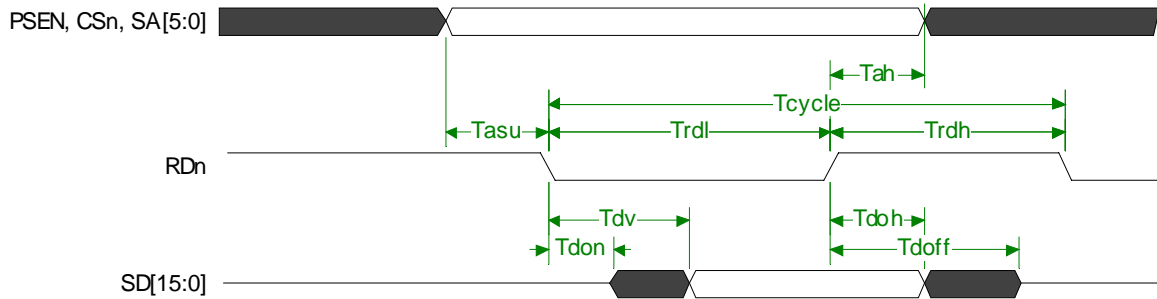 PSEN, CSn, SA[5:0]
Tah
Tcycle
Tasu
Trdl
Trdh
RDn
Tdv
Tdoh
Tdon
Tdoff
SD[15:0]